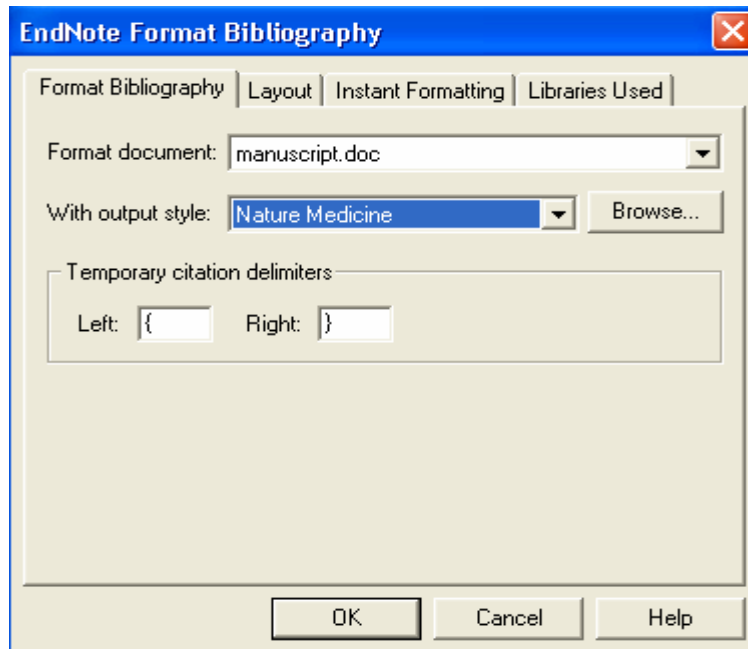 EndNote Format Bibliography
Format Bibliography Layout Instant Formatting Libraries Used
Format document: manuscript.doc
With output style: Nature Medicine Browse...
Temporary citation delimiters
Left: { Right: }
OK Cancel Help